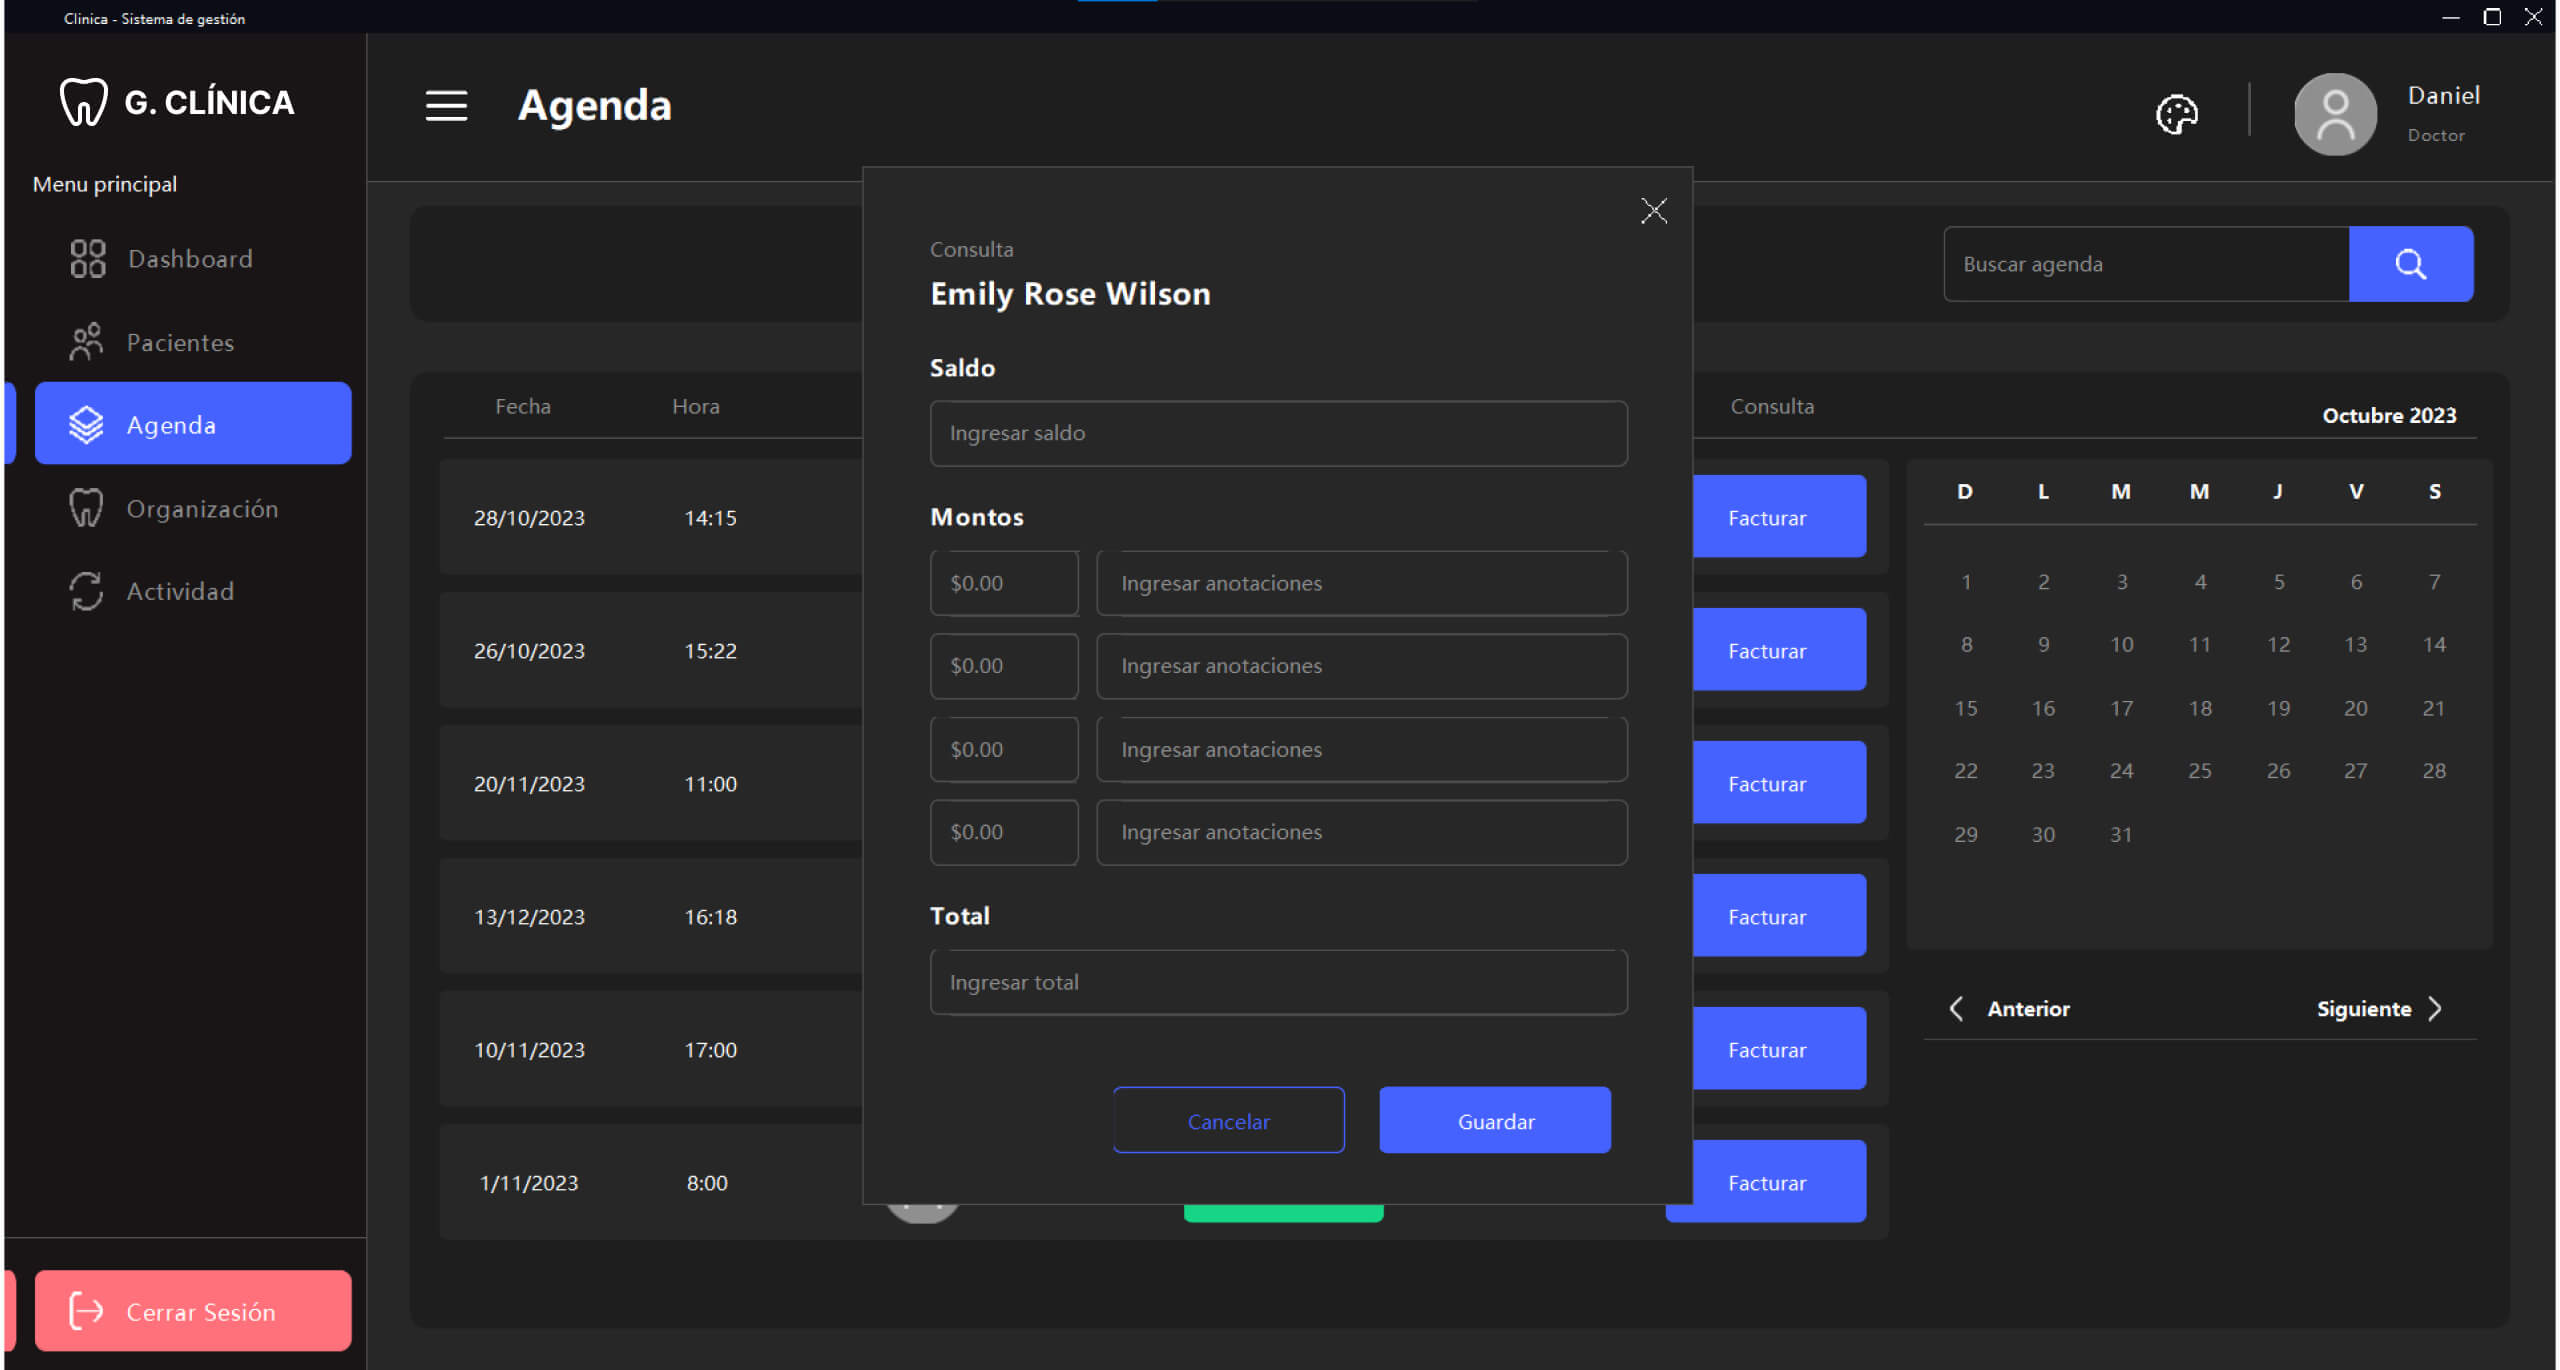 Clinica - Sistema de gestión
G. CLÍNICA
Menu principal
Dashboard
Pacientes
Agenda
Organización
Actividad
Cerrar Sesión
Agenda
Daniel
Doctor
Buscar agenda
Fecha Hora Consulta
28/10/2023 14:15 Facturar
26/10/2023 15:22 Facturar
20/11/2023 11:00 Facturar
13/12/2023 16:18 Facturar
10/11/2023 17:00 Facturar
1/11/2023 8:00 Facturar
Consulta
Emily Rose Wilson
Saldo
Ingresar saldo
Montos
$0.00 Ingresar anotaciones
$0.00 Ingresar anotaciones
$0.00 Ingresar anotaciones
$0.00 Ingresar anotaciones
Total
Ingresar total
Cancelar Guardar
Octubre 2023
D L M M J V S
1 2 3 4 5 6 7
8 9 10 11 12 13 14
15 16 17 18 19 20 21
22 23 24 25 26 27 28
29 30 31
Anterior Siguiente